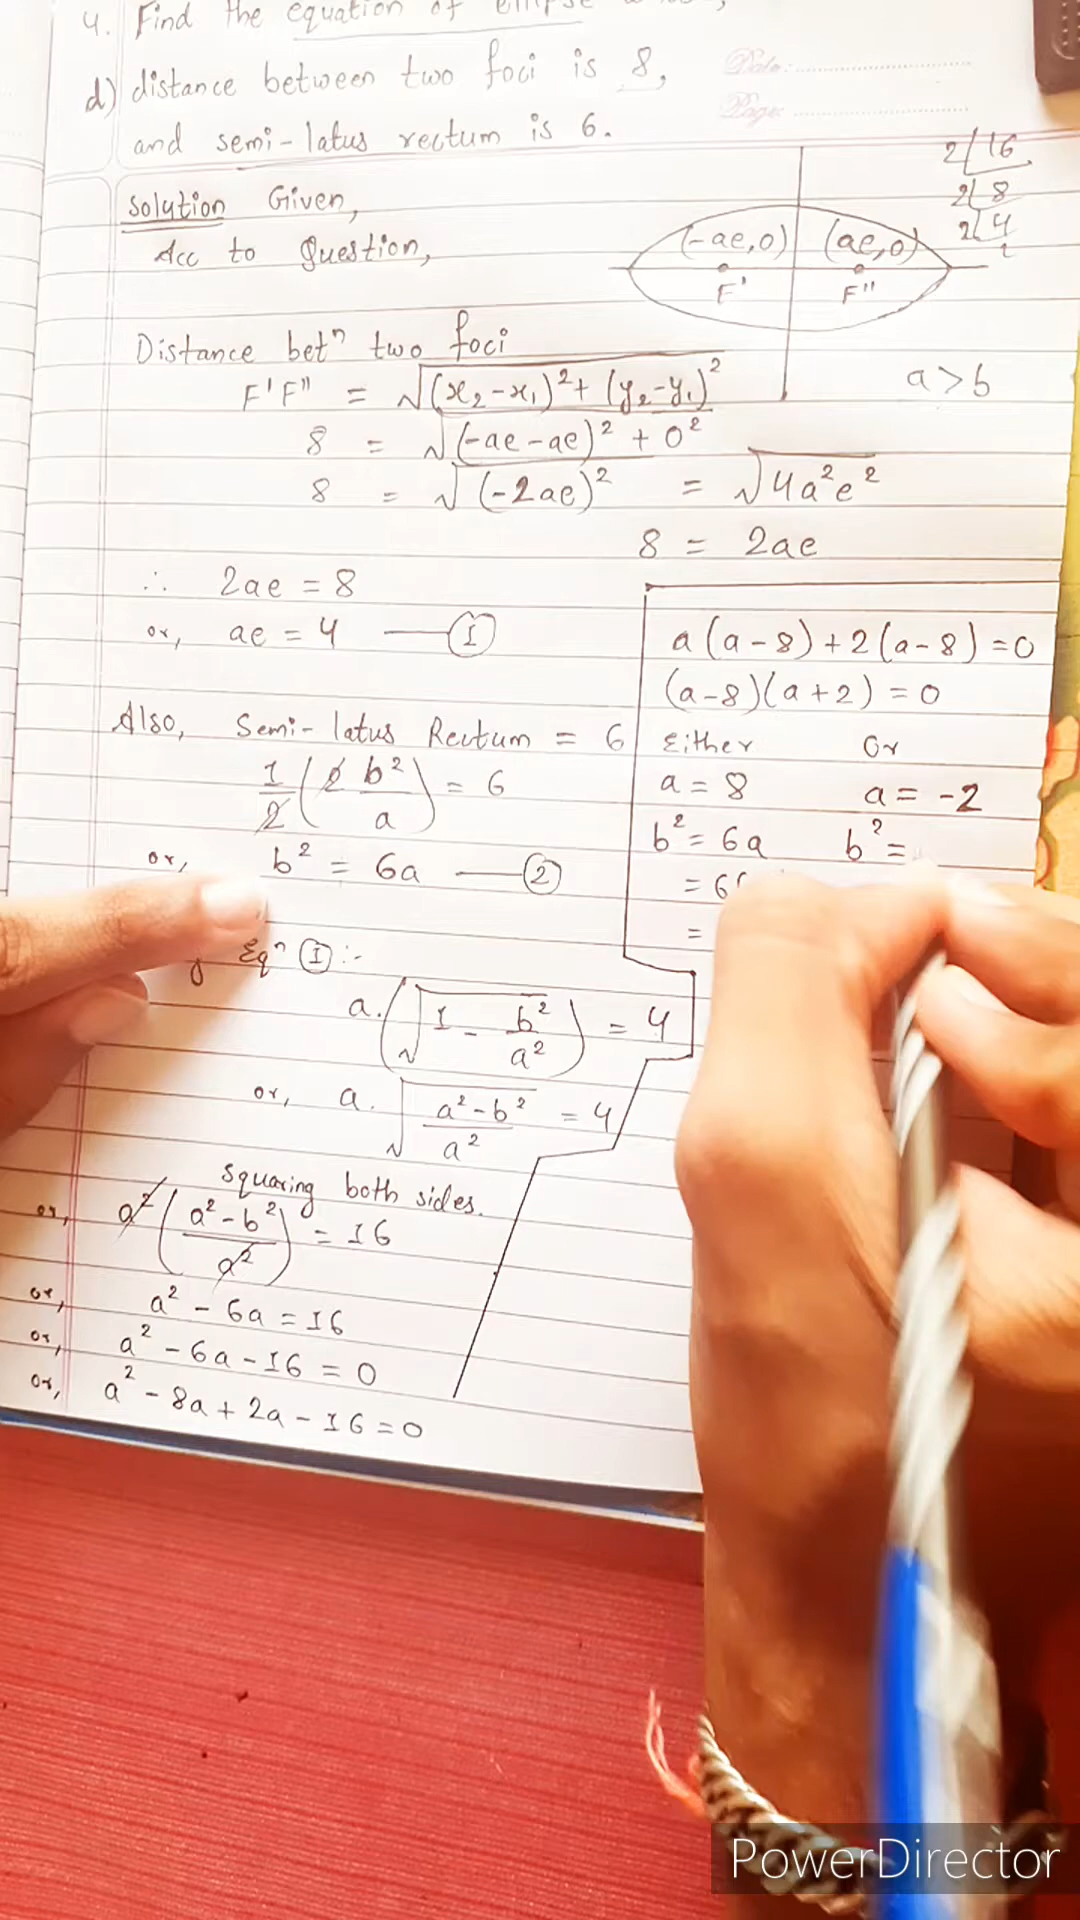 4. Find the equation of ellipse
d) distance between two foci is 8,
Date:
and semi-latus rectum is 6.
Page:
2/16
2/8
2/4
Solution Given,
Acc to Question,
(-ae,0) (ae,0)
F' F"
Distance betⁿ two foci
F'F" = √(x₂-x₁)²+(y₂-y₁)²
a>b
8 = √(-ae-ae)² + 0²
8 = √(-2ae)² = √4a²e²
8 = 2ae
∴ 2ae = 8
or, ae = 4 —— ①
Also, Semi-latus Rectum = 6
1/2 (2b²/a) = 6
or, b² = 6a —— ②
Eqⁿ ① :-
a.(√1 - b²/a²) = 4
or, a.√a²-b²/a² = 4
squaring both sides.
or, a²(a²-b²/a²) = 16
or, a² - 6a = 16
or, a² - 6a - 16 = 0
or, a² - 8a + 2a - 16 = 0
a(a-8)+2(a-8)=0
(a-8)(a+2)=0
Either Or
a = 8 a = -2
b² = 6a b² =
= 6
=
PowerDirector